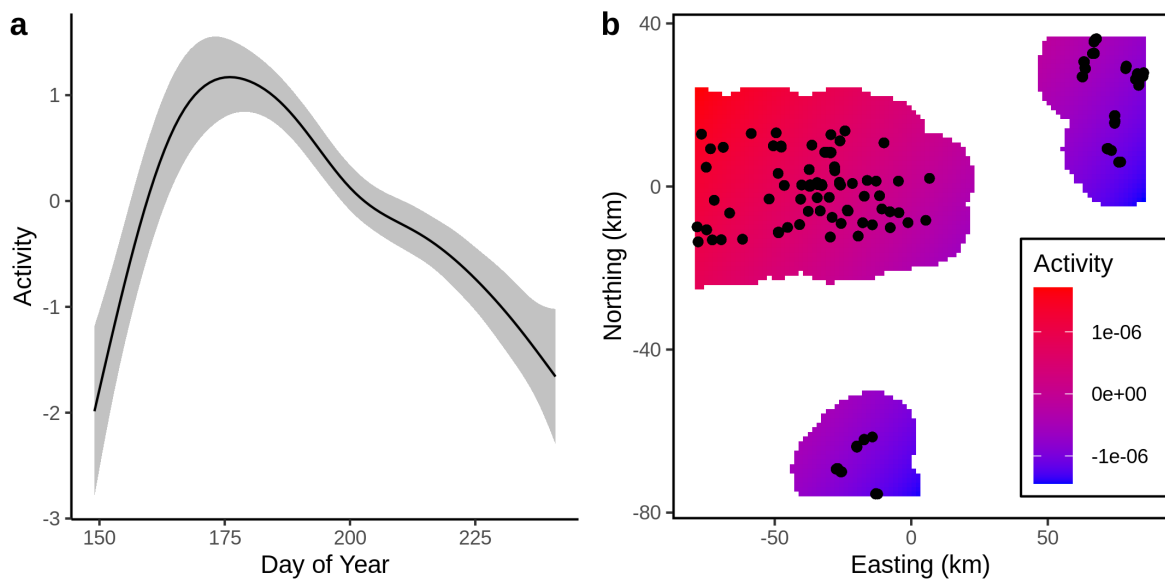 a
1
0
-1
-2
-3
Activity
150
175
200
225
Day of Year
b
40
0
-40
-80
Northing (km)
-50
0
50
Easting (km)
Activity
1e-06
0e+00
-1e-06